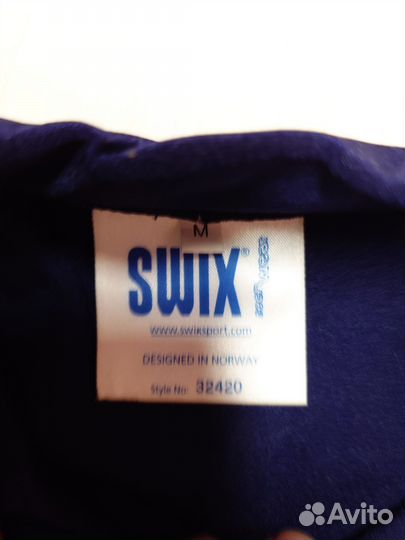 M
SWIX®
www.swixsport.com
DESIGNED IN NORWAY
Style No: 32420
Avito